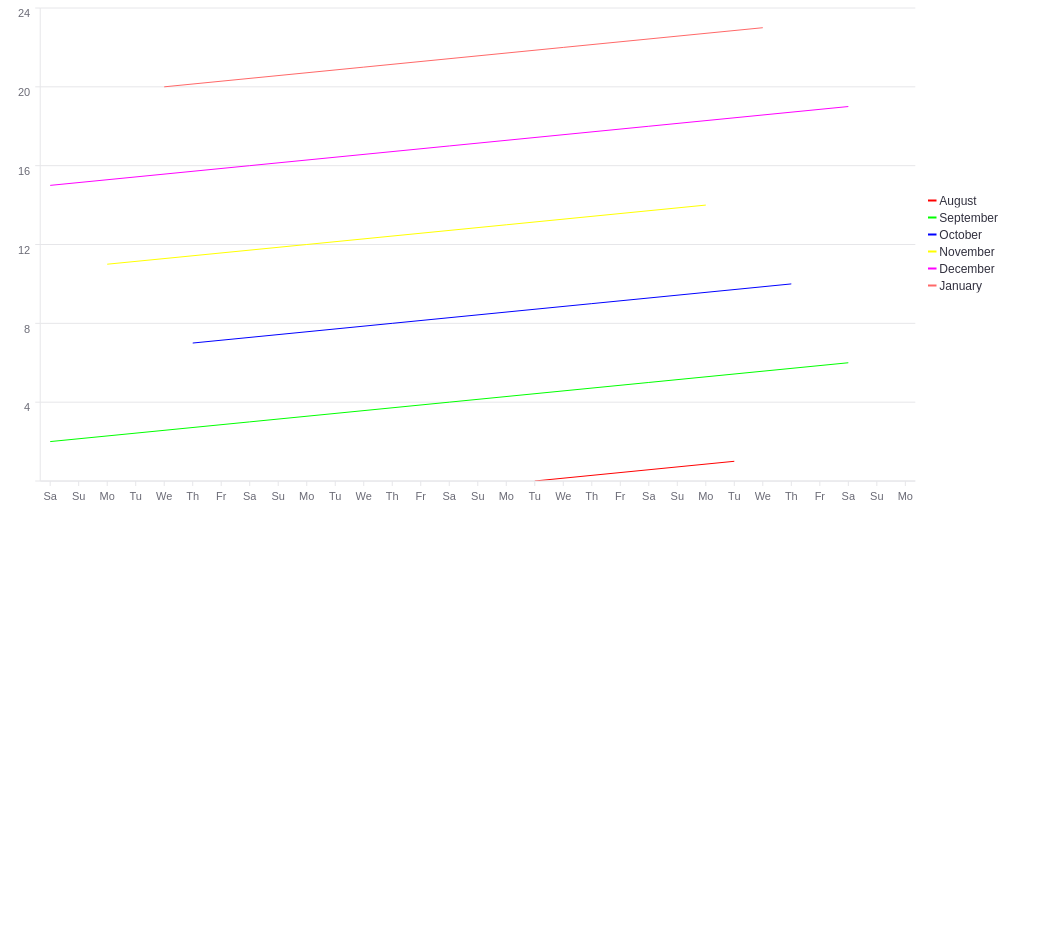 24
20
16
12
8
4
Sa Su Mo Tu We Th Fr Sa Su Mo Tu We Th Fr Sa Su Mo Tu We Th Fr Sa Su Mo Tu We Th Fr Sa Su Mo
August
September
October
November
December
January